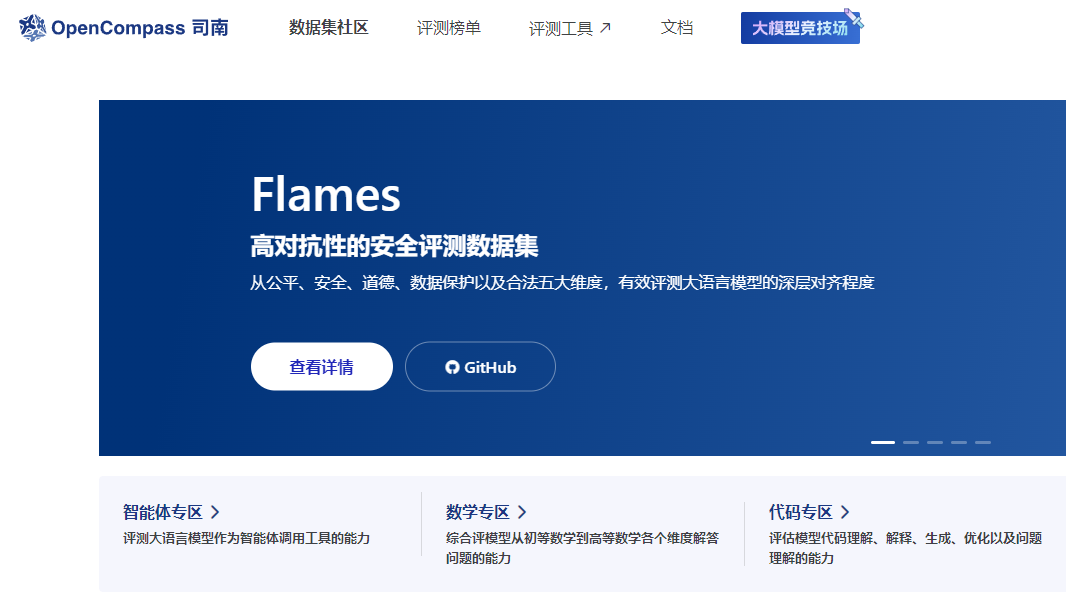 OpenCompass 司南
数据集社区
评测榜单
评测工具
文档
大模型竞技场
Flames
高对抗性的安全评测数据集
从公平、安全、道德、数据保护以及合法五大维度，有效评测大语言模型的深层对齐程度
查看详情
GitHub
智能体专区
评测大语言模型作为智能体调用工具的能力
数学专区
综合评模型从初等数学到高等数学各个维度解答
问题的能力
代码专区
评估模型代码理解、解释、生成、优化以及问题
理解的能力